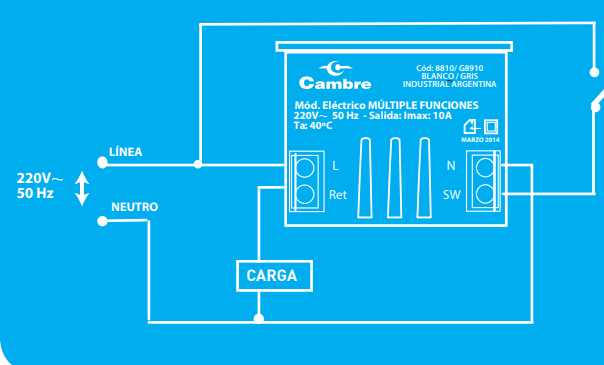 Cambre
Cód: 8810/ G8910
BLANCO / GRIS
INDUSTRIAL ARGENTINA
Mód. Eléctrico MÚLTIPLE FUNCIONES
220V~ 50 Hz - Salida: Imax: 10A
Ta: 40ºC
MARZO 2014
LÍNEA
L
N
220V~
50 Hz
Ret
SW
NEUTRO
CARGA